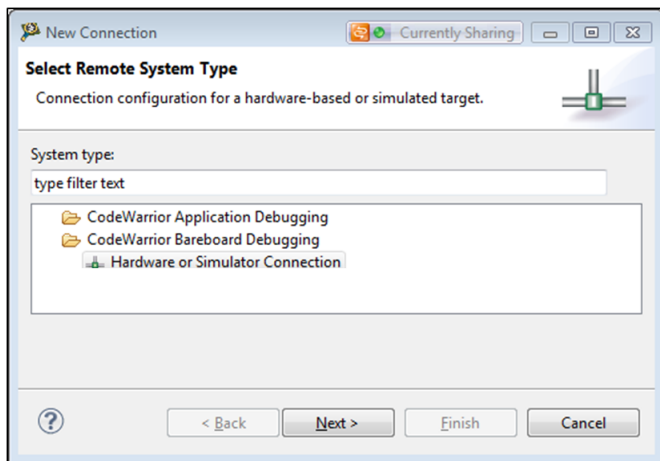 New Connection
Currently Sharing
Select Remote System Type
Connection configuration for a hardware-based or simulated target.
System type:
type filter text
CodeWarrior Application Debugging
CodeWarrior Bareboard Debugging
Hardware or Simulator Connection
?
< Back
Next >
Finish
Cancel